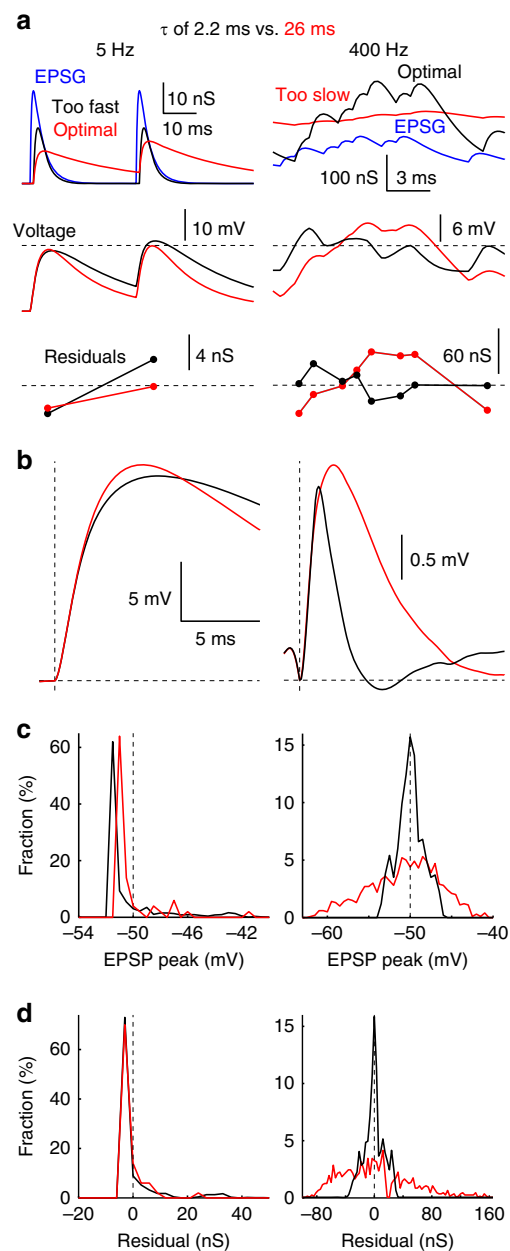 a
τ of 2.2 ms vs. 26 ms
5 Hz
400 Hz
EPSG
10 nS
Too fast
Optimal
10 ms
Optimal
Too slow
EPSG
100 nS
3 ms
Voltage
10 mV
6 mV
Residuals
4 nS
60 nS
b
5 mV
5 ms
0.5 mV
c
Fraction (%)
60
40
20
0
−54
−50
−46
−42
EPSP peak (mV)
15
10
5
0
−60
−50
−40
EPSP peak (mV)
d
Fraction (%)
60
40
20
0
−20
0
20
40
Residual (nS)
15
10
5
0
−80
0
80
160
Residual (nS)